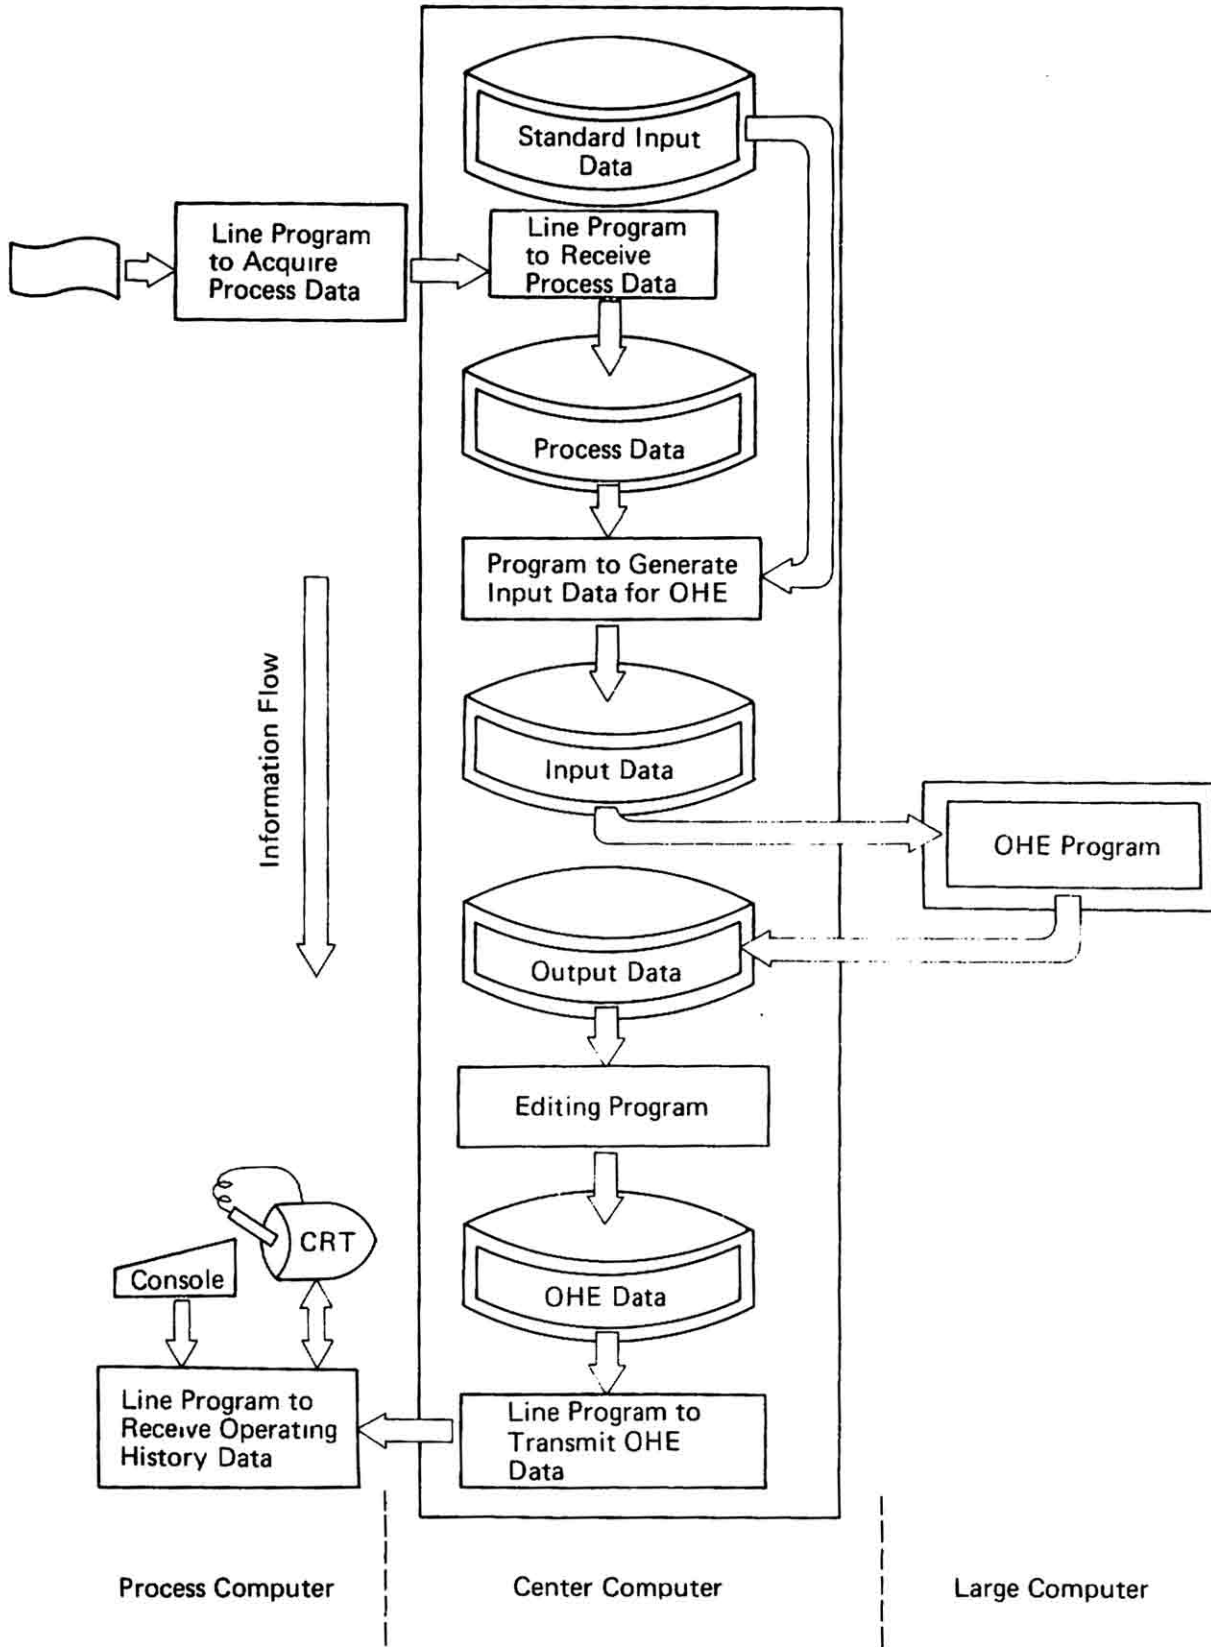 Standard Input
Data
Line Program
to Acquire
Process Data
Line Program
to Receive
Process Data
Process Data
Program to Generate
Input Data for OHE
Information Flow
Input Data
OHE Program
Output Data
Editing Program
CRT
Console
OHE Data
Line Program to
Receive Operating
History Data
Line Program to
Transmit OHE
Data
Process Computer
Center Computer
Large Computer